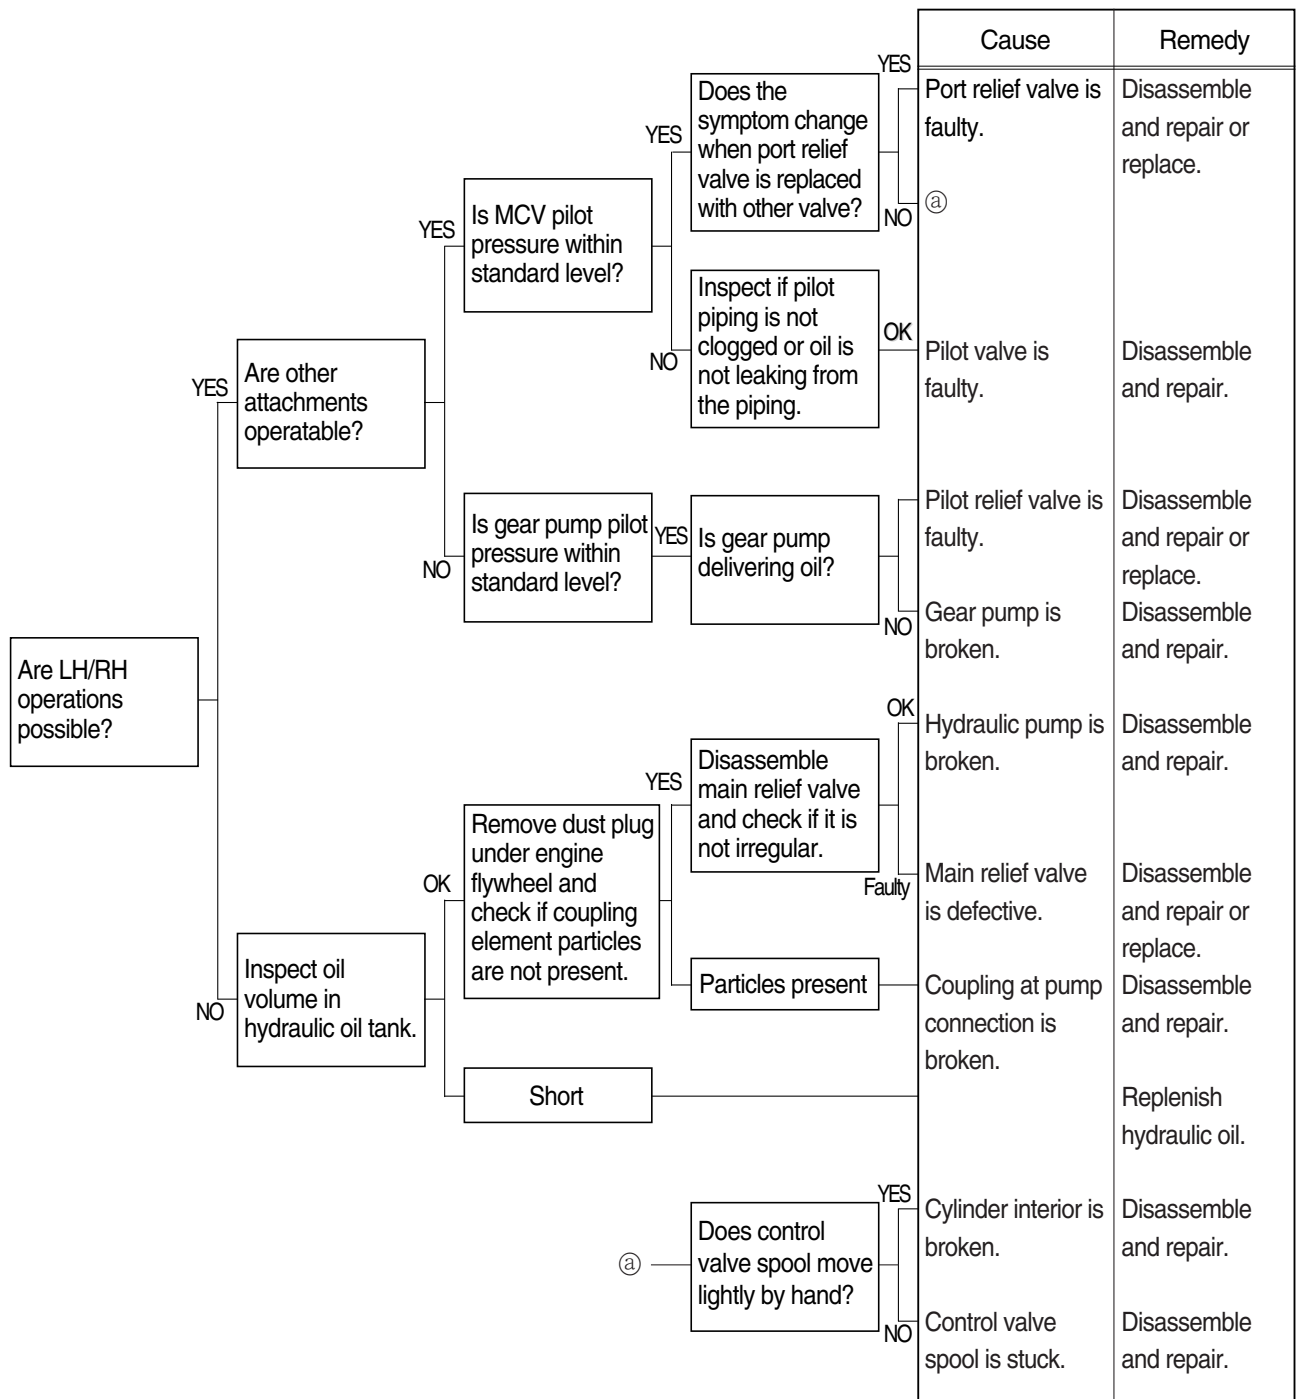 Cause
Remedy
YES
Does the
symptom change
when port relief
valve is replaced
with other valve?
Port relief valve is
faulty.
Disassemble
and repair or
replace.
YES
NO
ⓐ
YES
Is MCV pilot
pressure within
standard level?
Inspect if pilot
piping is not
clogged or oil is
not leaking from
the piping.
NO
OK
Pilot valve is
faulty.
Disassemble
and repair.
YES
Are other
attachments
operatable?
NO
Is gear pump pilot
pressure within
standard level?
YES
Is gear pump
delivering oil?
Pilot relief valve is
faulty.
Disassemble
and repair or
replace.
NO
Gear pump is
broken.
Disassemble
and repair.
Are LH/RH
operations
possible?
OK
Hydraulic pump is
broken.
Disassemble
and repair.
YES
Disassemble
main relief valve
and check if it is
not irregular.
Faulty
Main relief valve
is defective.
Disassemble
and repair or
replace.
OK
Remove dust plug
under engine
flywheel and
check if coupling
element particles
are not present.
Particles present
Coupling at pump
connection is
broken.
Disassemble
and repair.
NO
Inspect oil
volume in
hydraulic oil tank.
Short
Replenish
hydraulic oil.
ⓐ
Does control
valve spool move
lightly by hand?
YES
Cylinder interior is
broken.
Disassemble
and repair.
NO
Control valve
spool is stuck.
Disassemble
and repair.